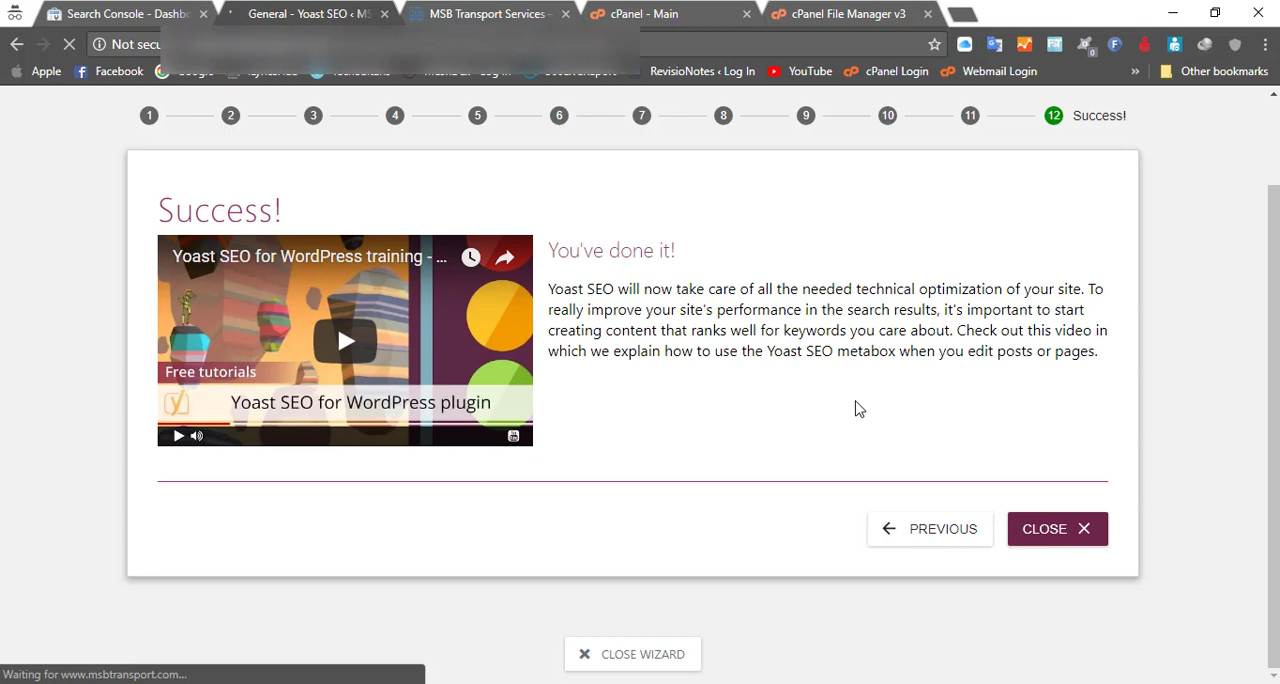 Search Console - Dashbo
General - Yoast SEO ‹ MS
MSB Transport Services -
cPanel - Main
cPanel File Manager v3
Not secu
0
Apple
Facebook
RevisioNotes ‹ Log In
YouTube
cPanel Login
Webmail Login
»
Other bookmarks
1
2
3
4
5
6
7
8
9
10
11
12
Success!
Success!
Yoast SEO for WordPress training - ...
Free tutorials
Yoast SEO for WordPress plugin
You've done it!
Yoast SEO will now take care of all the needed technical optimization of your site. To
really improve your site's performance in the search results, it's important to start
creating content that ranks well for keywords you care about. Check out this video in
which we explain how to use the Yoast SEO metabox when you edit posts or pages.
PREVIOUS
CLOSE
CLOSE WIZARD
Waiting for www.msbtransport.com...